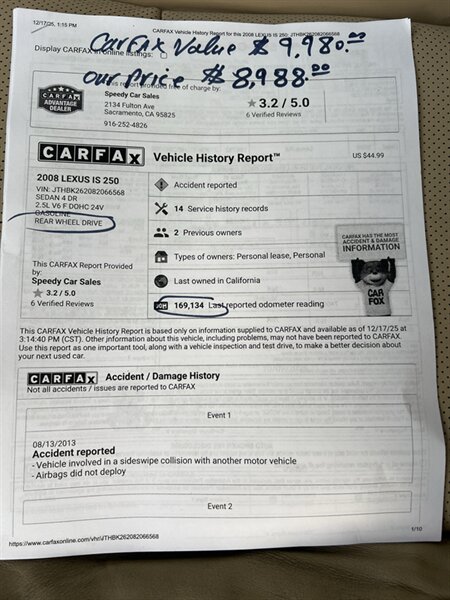 12/17/25, 1:15 PM
CARFAX Vehicle History Report for this 2008 LEXUS IS 250: JTHBK262082066568
Display CARFAX in online listings:
CarFax Value $ 9,980.00
our Price $ 8,988.00
This report provided free of charge by:
CARFAX
ADVANTAGE
DEALER
Speedy Car Sales
2134 Fulton Ave
Sacramento, CA 95825
916-252-4826
3.2 / 5.0
6 Verified Reviews
CARFAX Vehicle History Report™
US $44.99
2008 LEXUS IS 250
VIN: JTHBK262082066568
SEDAN 4 DR
2.5L V6 F DOHC 24V
GASOLINE
REAR WHEEL DRIVE
This CARFAX Report Provided
by:
Speedy Car Sales
3.2 / 5.0
6 Verified Reviews
Accident reported
14 Service history records
2 Previous owners
Types of owners: Personal lease, Personal
Last owned in California
169,134 Last reported odometer reading
CARFAX HAS THE MOST
ACCIDENT & DAMAGE
INFORMATION
CAR
FOX
This CARFAX Vehicle History Report is based only on information supplied to CARFAX and available as of 12/17/25 at
3:14:40 PM (CST). Other information about this vehicle, including problems, may not have been reported to CARFAX.
Use this report as one important tool, along with a vehicle inspection and test drive, to make a better decision about
your next used car.
CARFAX Accident / Damage History
Not all accidents / issues are reported to CARFAX
Event 1
08/13/2013
Accident reported
- Vehicle involved in a sideswipe collision with another motor vehicle
- Airbags did not deploy
Event 2
https://www.carfaxonline.com/vhr/JTHBK262082066568
1/10